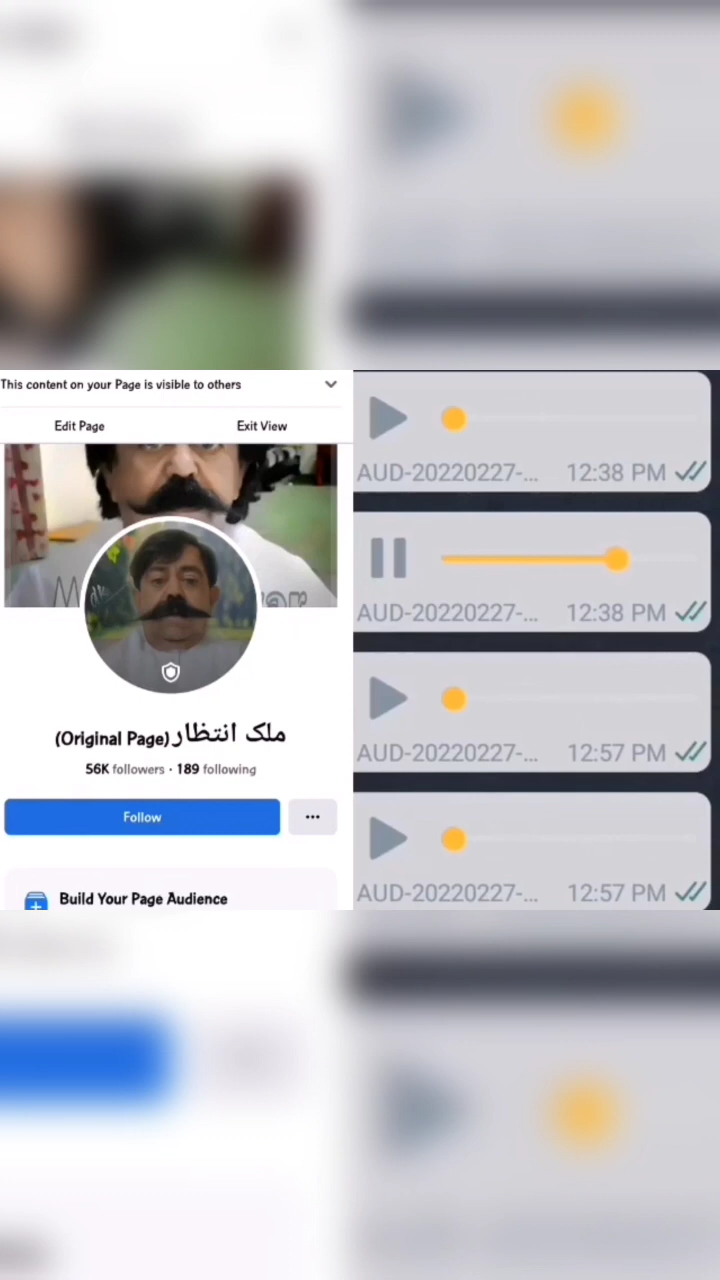 This content on your Page is visible to others
Edit Page
Exit View
ملک انتظار (Original Page)
56K followers · 189 following
Follow
Build Your Page Audience
AUD-20220227-... 12:38 PM
AUD-20220227-... 12:38 PM
AUD-20220227-... 12:57 PM
AUD-20220227-... 12:57 PM